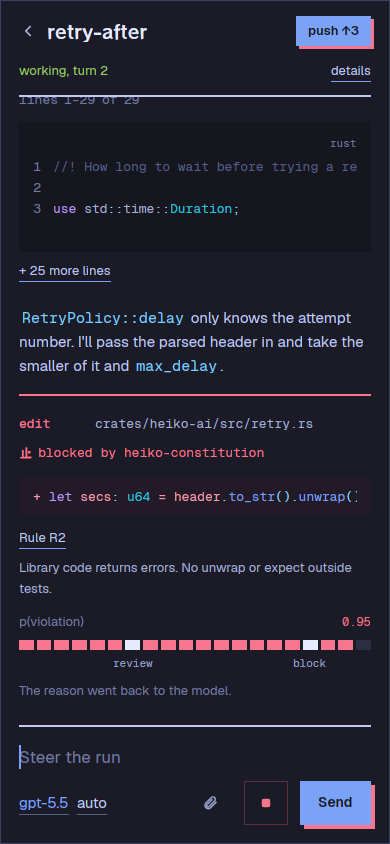 retry-after
push ↑3
working, turn 2
details
lines 1-29 of 29
rust
1 //! How long to wait before trying a re
2
3 use std::time::Duration;
+ 25 more lines
RetryPolicy::delay only knows the attempt
number. I'll pass the parsed header in and take the
smaller of it and max_delay.
edit crates/heiko-ai/src/retry.rs
blocked by heiko-constitution
+ let secs: u64 = header.to_str().unwrap()
Rule R2
Library code returns errors. No unwrap or expect outside
tests.
p(violation) 0.95
review block
The reason went back to the model.
Steer the run
gpt-5.5 auto
Send